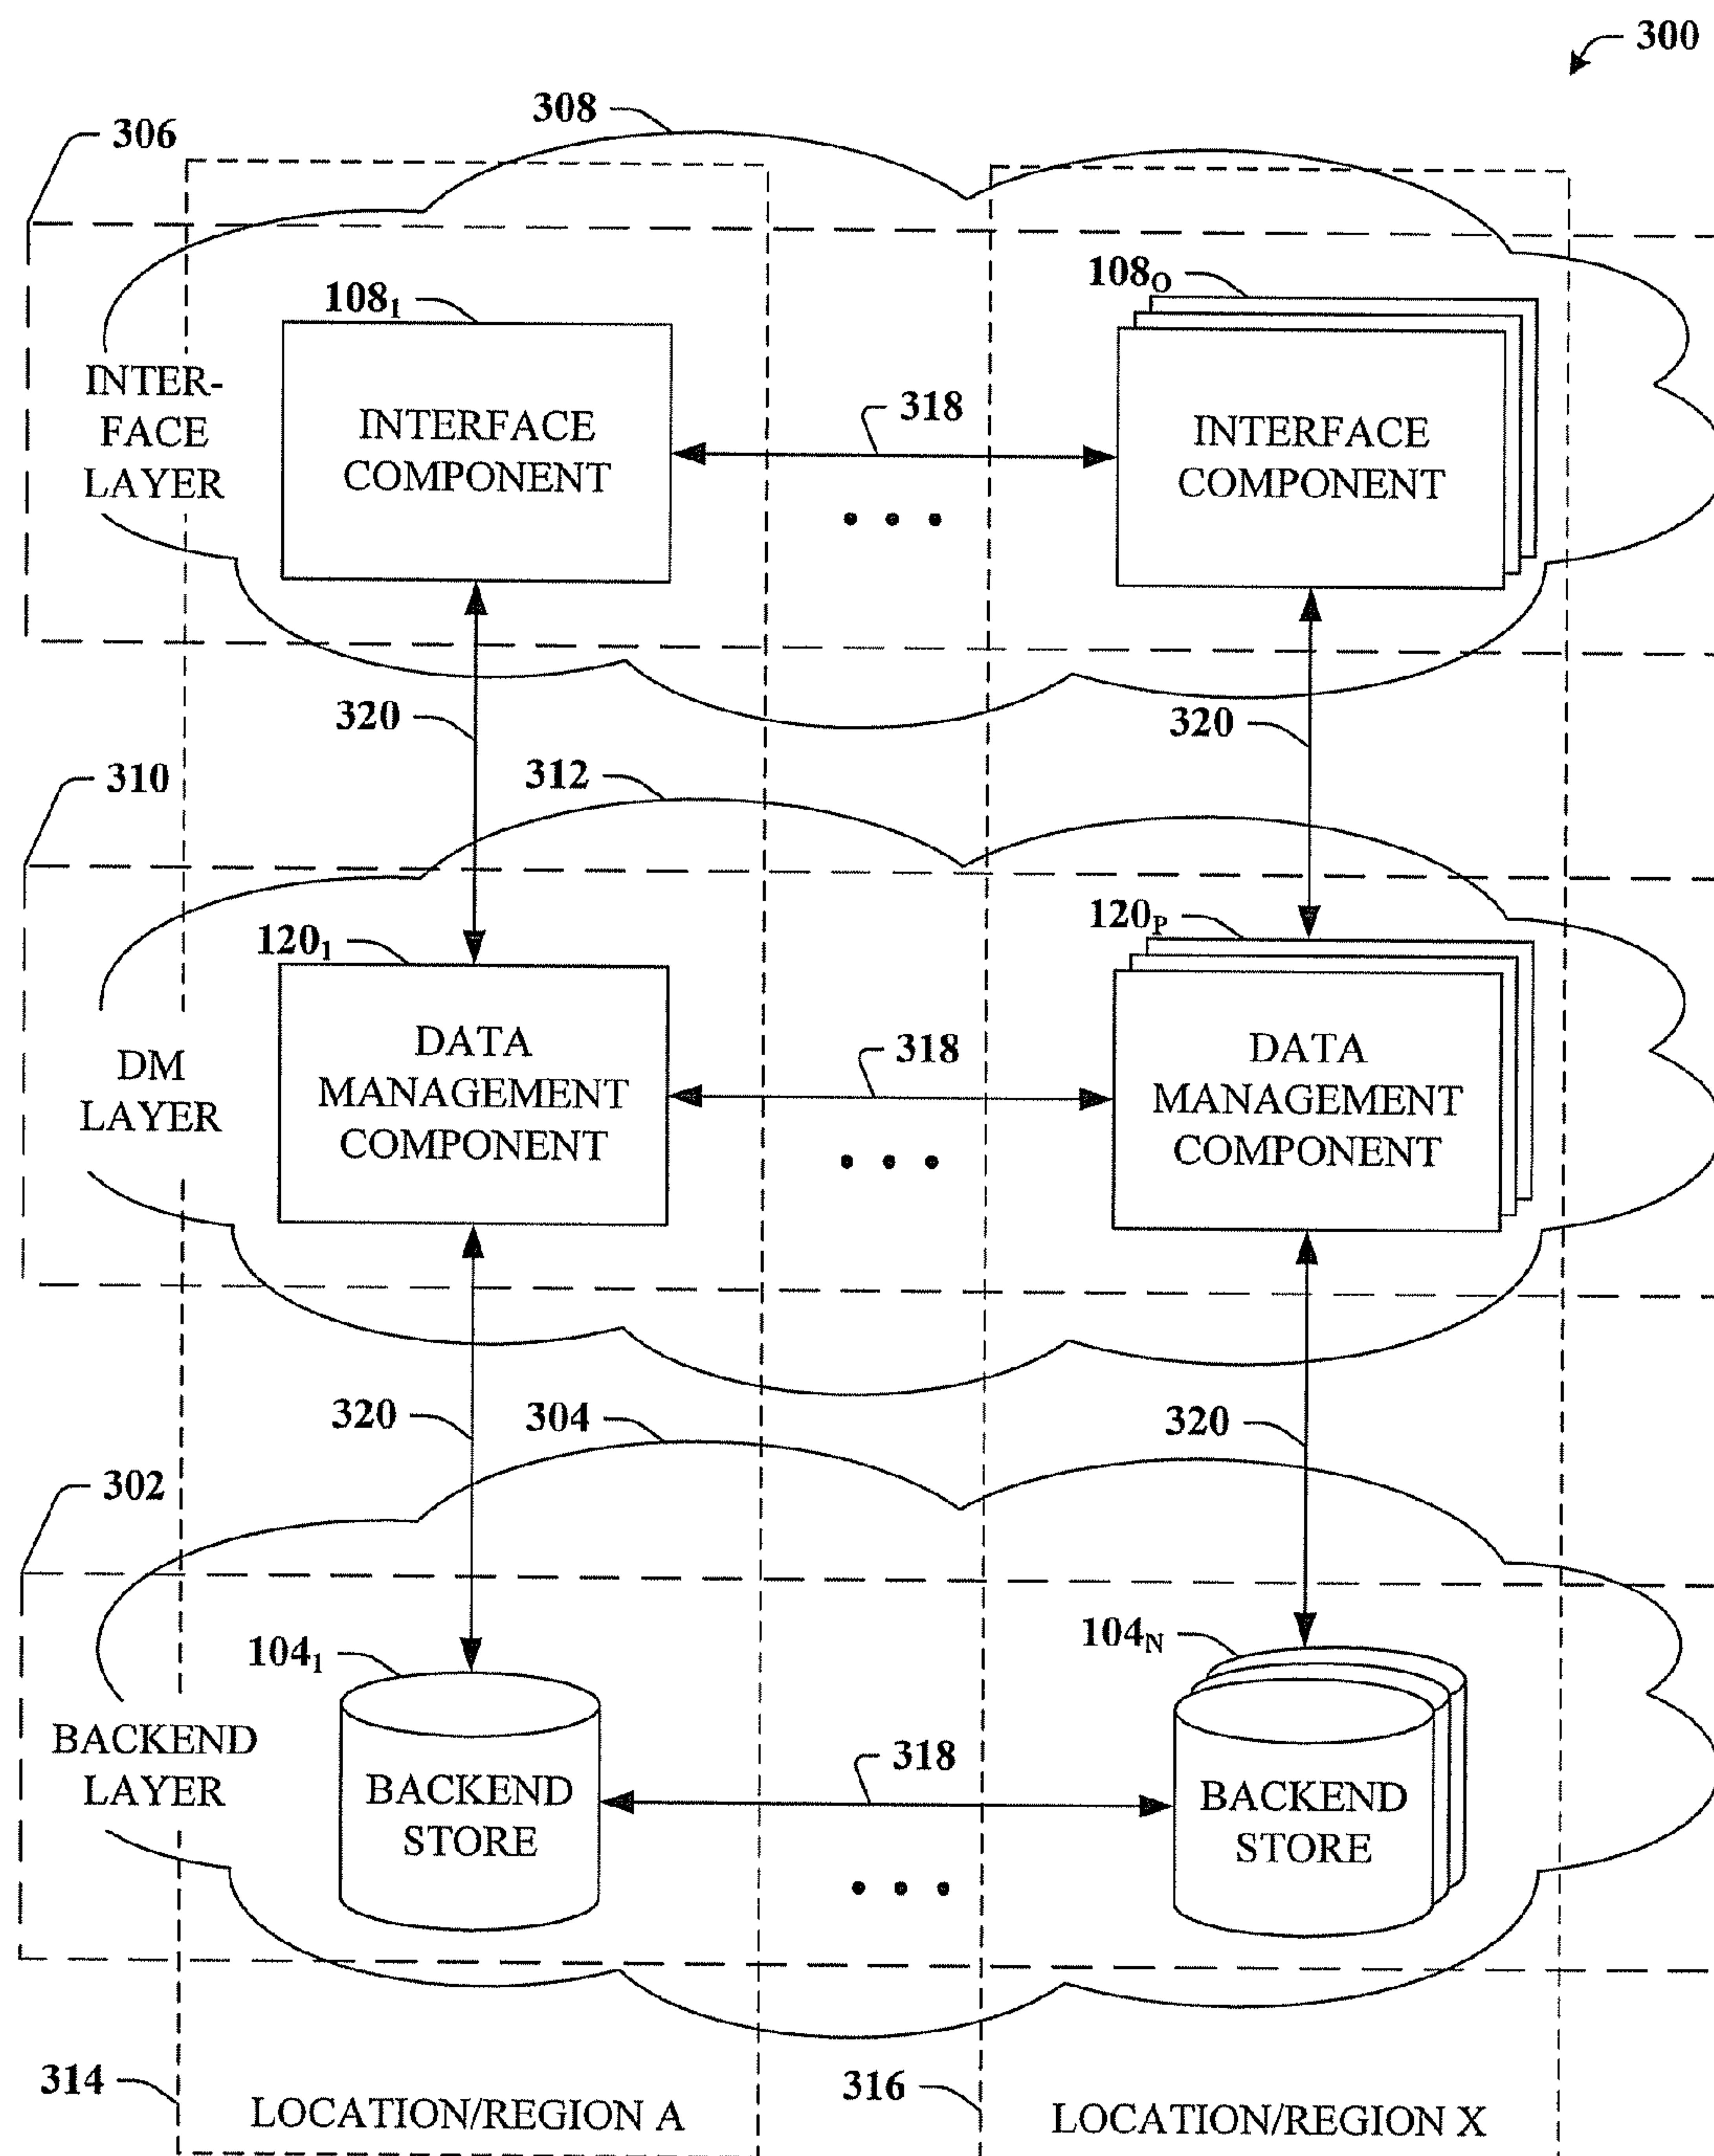 300
308
306
108₁
108₀
INTER-
FACE
LAYER
INTERFACE
COMPONENT
318
INTERFACE
COMPONENT
320
320
310
312
120₁
120P
DM
LAYER
DATA
MANAGEMENT
COMPONENT
318
DATA
MANAGEMENT
COMPONENT
320
304
320
302
104₁
104N
BACKEND
LAYER
BACKEND
STORE
318
BACKEND
STORE
314
LOCATION/REGION A
316
LOCATION/REGION X